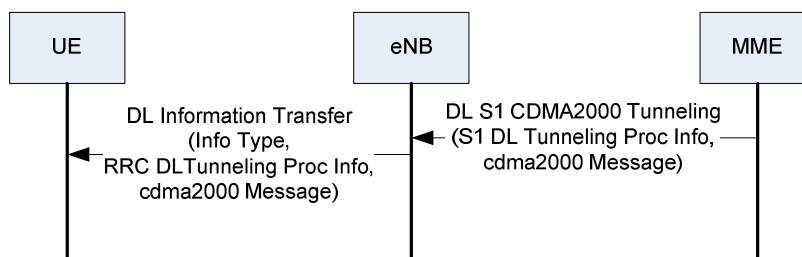 UE
eNB
MME
DL Information Transfer
(Info Type,
RRC DLTunneling Proc Info,
cdma2000 Message)
DL S1 CDMA2000 Tunneling
(S1 DL Tunneling Proc Info,
cdma2000 Message)